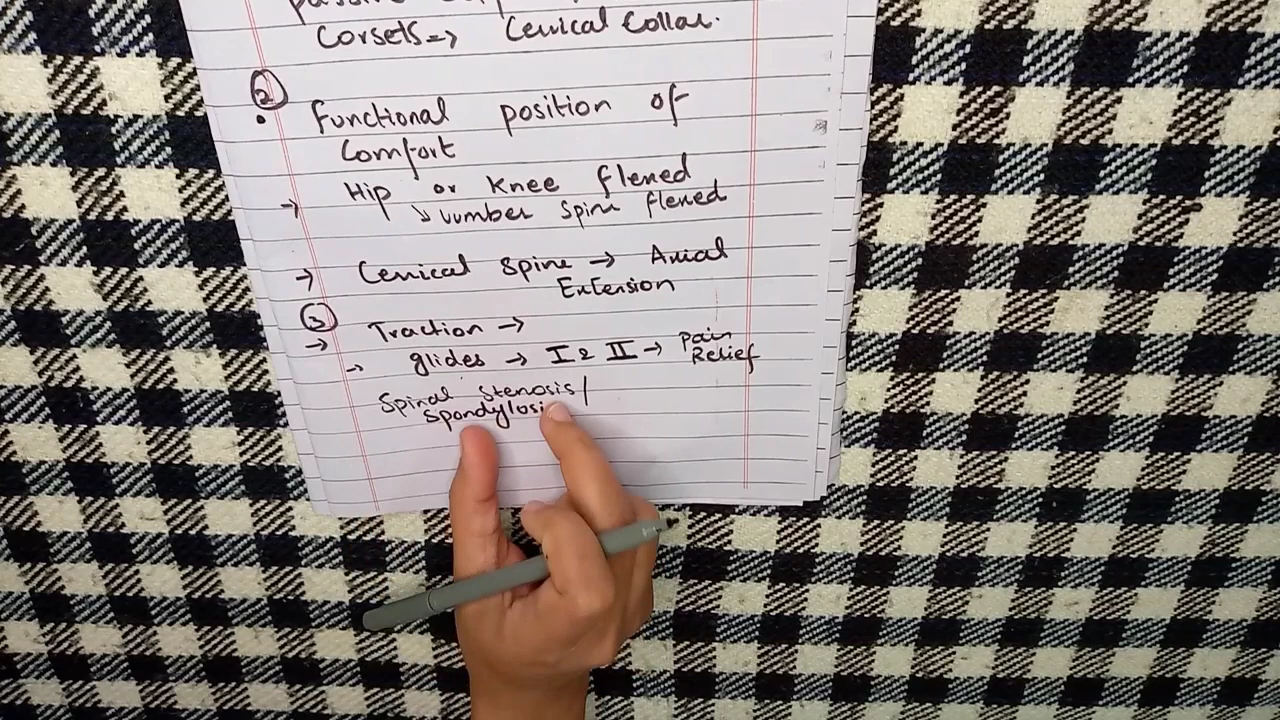 Corsets => Cervical Collar.
②
• Functional position of
Comfort
→ Hip or Knee flexed
↘ Lumber Spine flexed
→ Cervical Spine → Axial
Extension
③
→ Traction →
→ glides → I & II → Pain
Relief
Spinal Stenosis/
Spondylosis